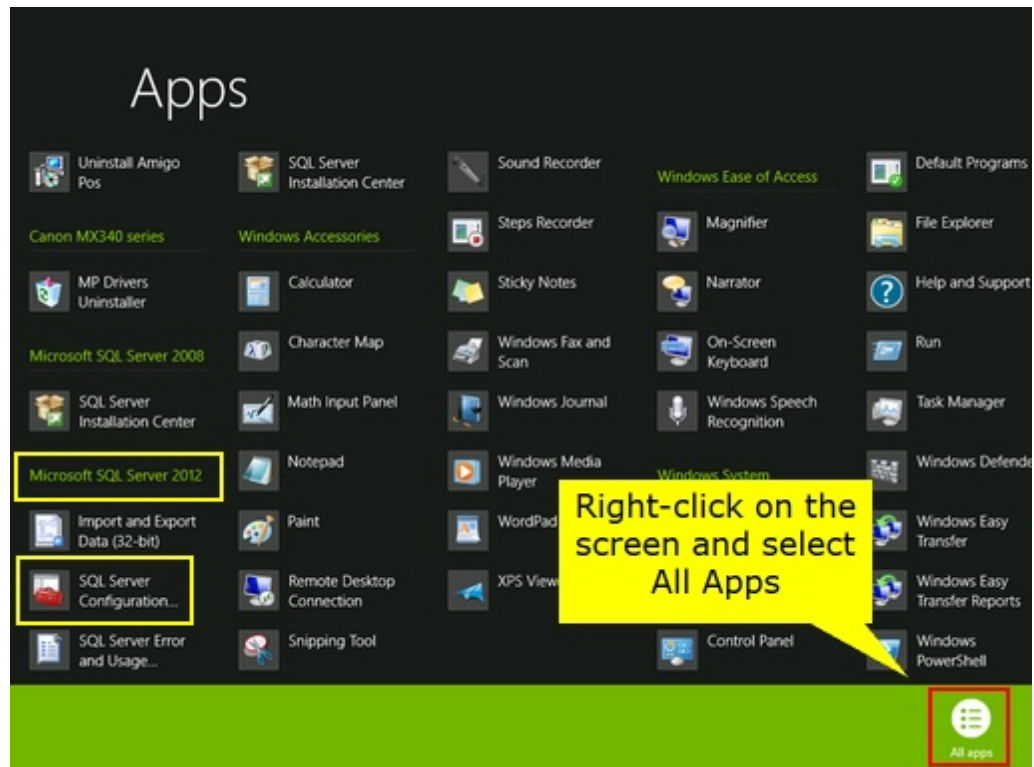 Apps
Uninstall Amigo
Pos
Canon MX340 series
MP Drivers
Uninstaller
Microsoft SQL Server 2008
SQL Server
Installation Center
Microsoft SQL Server 2012
Import and Export
Data (32-bit)
SQL Server
Configuration...
SQL Server Error
and Usage...
SQL Server
Installation Center
Windows Accessories
Calculator
Character Map
Math Input Panel
Notepad
Paint
Remote Desktop
Connection
Snipping Tool
Sound Recorder
Steps Recorder
Sticky Notes
Windows Fax and
Scan
Windows Journal
Windows Media
Player
WordPad
XPS View
Windows Ease of Access
Magnifier
Narrator
On-Screen
Keyboard
Windows Speech
Recognition
Windows System
Control Panel
Default Programs
File Explorer
Help and Support
Run
Task Manager
Windows Defende
Windows Easy
Transfer
Windows Easy
Transfer Reports
Windows
PowerShell
Right-click on the
screen and select
All Apps
All apps